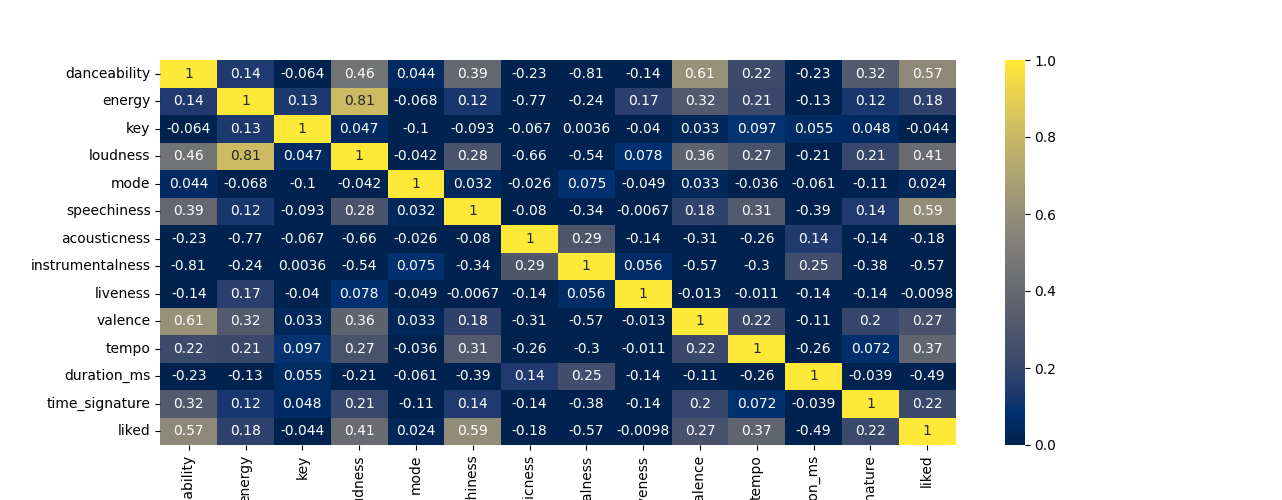 danceability 1 0.14 -0.064 0.46 0.044 0.39 -0.23 -0.81 -0.14 0.61 0.22 -0.23 0.32 0.57 1.0
energy 0.14 1 0.13 0.81 -0.068 0.12 -0.77 -0.24 0.17 0.32 0.21 -0.13 0.12 0.18
key -0.064 0.13 1 0.047 -0.1 -0.093 -0.067 0.0036 -0.04 0.033 0.097 0.055 0.048 -0.044 0.8
loudness 0.46 0.81 0.047 1 -0.042 0.28 -0.66 -0.54 0.078 0.36 0.27 -0.21 0.21 0.41
mode 0.044 -0.068 -0.1 -0.042 1 0.032 -0.026 0.075 -0.049 0.033 -0.036 -0.061 -0.11 0.024
speechiness 0.39 0.12 -0.093 0.28 0.032 1 -0.08 -0.34 -0.0067 0.18 0.31 -0.39 0.14 0.59 0.6
acousticness -0.23 -0.77 -0.067 -0.66 -0.026 -0.08 1 0.29 -0.14 -0.31 -0.26 0.14 -0.14 -0.18
instrumentalness -0.81 -0.24 0.0036 -0.54 0.075 -0.34 0.29 1 0.056 -0.57 -0.3 0.25 -0.38 -0.57
liveness -0.14 0.17 -0.04 0.078 -0.049 -0.0067 -0.14 0.056 1 -0.013 -0.011 -0.14 -0.14 -0.0098 0.4
valence 0.61 0.32 0.033 0.36 0.033 0.18 -0.31 -0.57 -0.013 1 0.22 -0.11 0.2 0.27
tempo 0.22 0.21 0.097 0.27 -0.036 0.31 -0.26 -0.3 -0.011 0.22 1 -0.26 0.072 0.37
duration_ms -0.23 -0.13 0.055 -0.21 -0.061 -0.39 0.14 0.25 -0.14 -0.11 -0.26 1 -0.039 -0.49 0.2
time_signature 0.32 0.12 0.048 0.21 -0.11 0.14 -0.14 -0.38 -0.14 0.2 0.072 -0.039 1 0.22
liked 0.57 0.18 -0.044 0.41 0.024 0.59 -0.18 -0.57 -0.0098 0.27 0.37 -0.49 0.22 1 0.0
ability
energy
key
udness
mode
hiness
icness
alness
veness
alence
tempo
on_ms
nature
liked